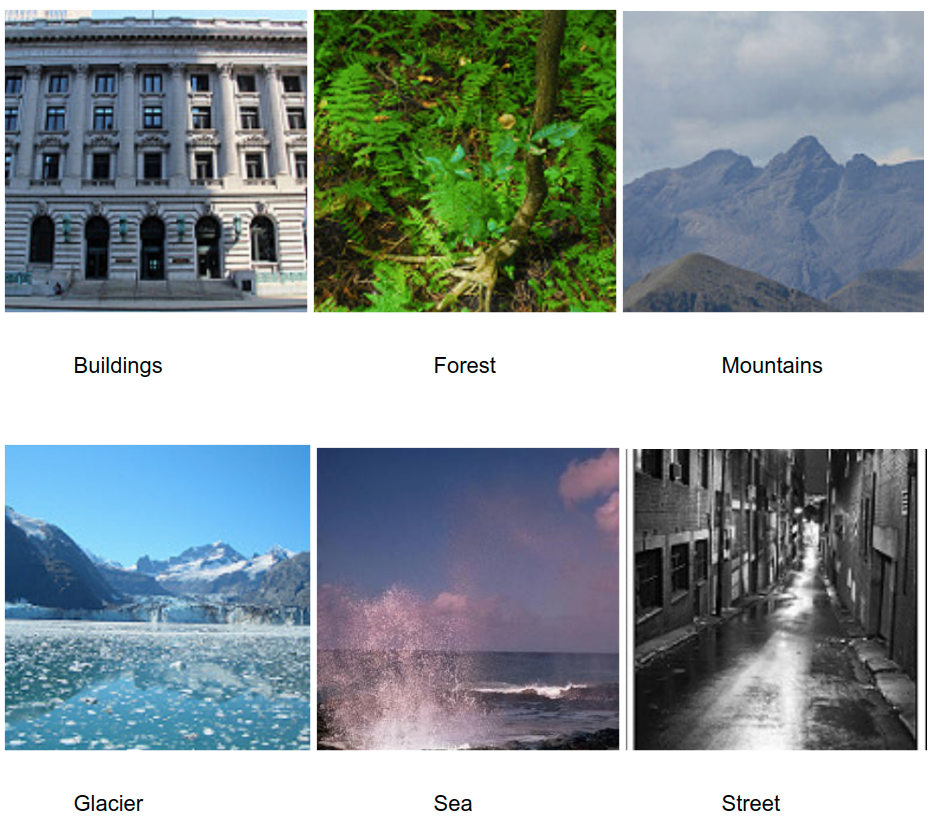 Buildings
Forest
Mountains
Glacier
Sea
Street